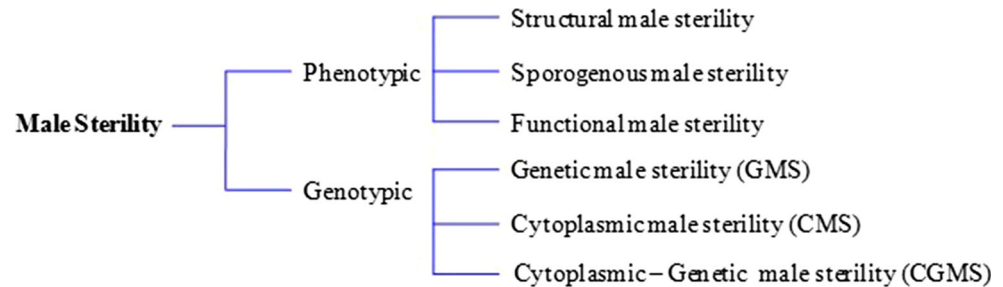 Structural male sterility
Phenotypic
Sporogenous male sterility
Male Sterility
Functional male sterility
Genetic male sterility (GMS)
Genotypic
Cytoplasmic male sterility (CMS)
Cytoplasmic – Genetic male sterility (CGMS)